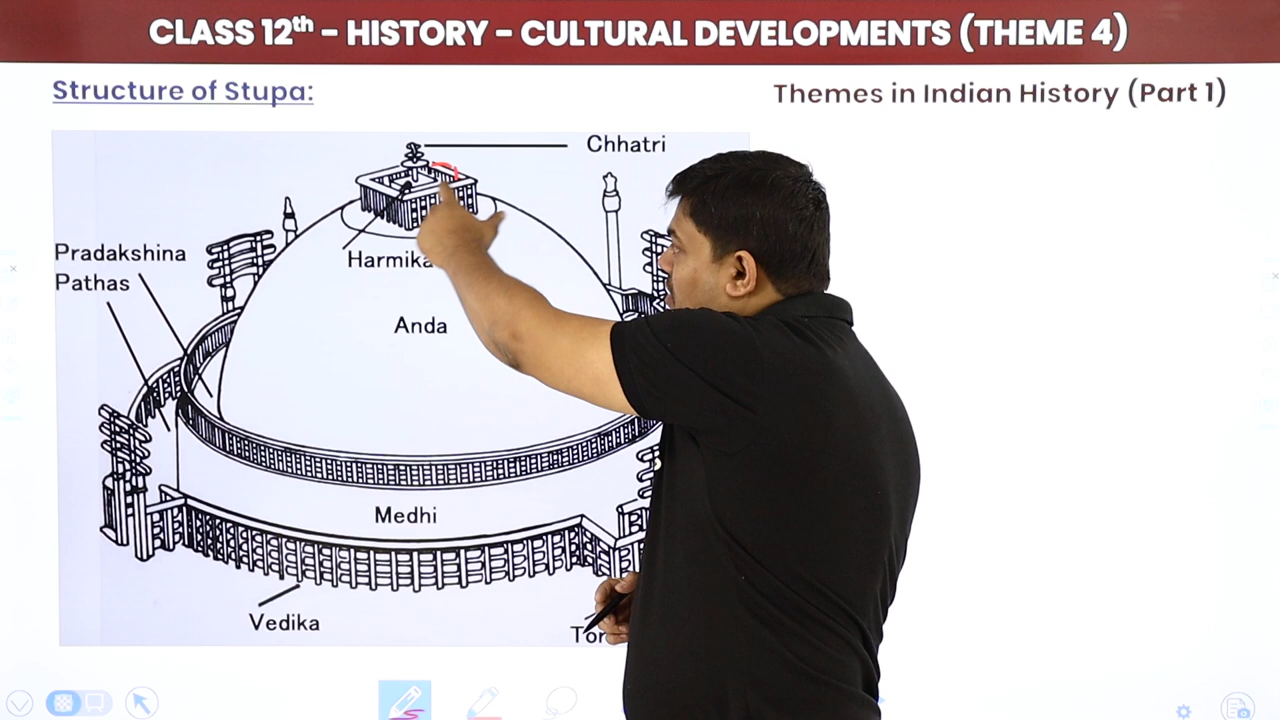 CLASS 12th - HISTORY - CULTURAL DEVELOPMENTS (THEME 4)
Structure of Stupa:
Themes in Indian History (Part 1)
Chhatri
Pradakshina
Pathas
Harmika
Anda
Medhi
Vedika